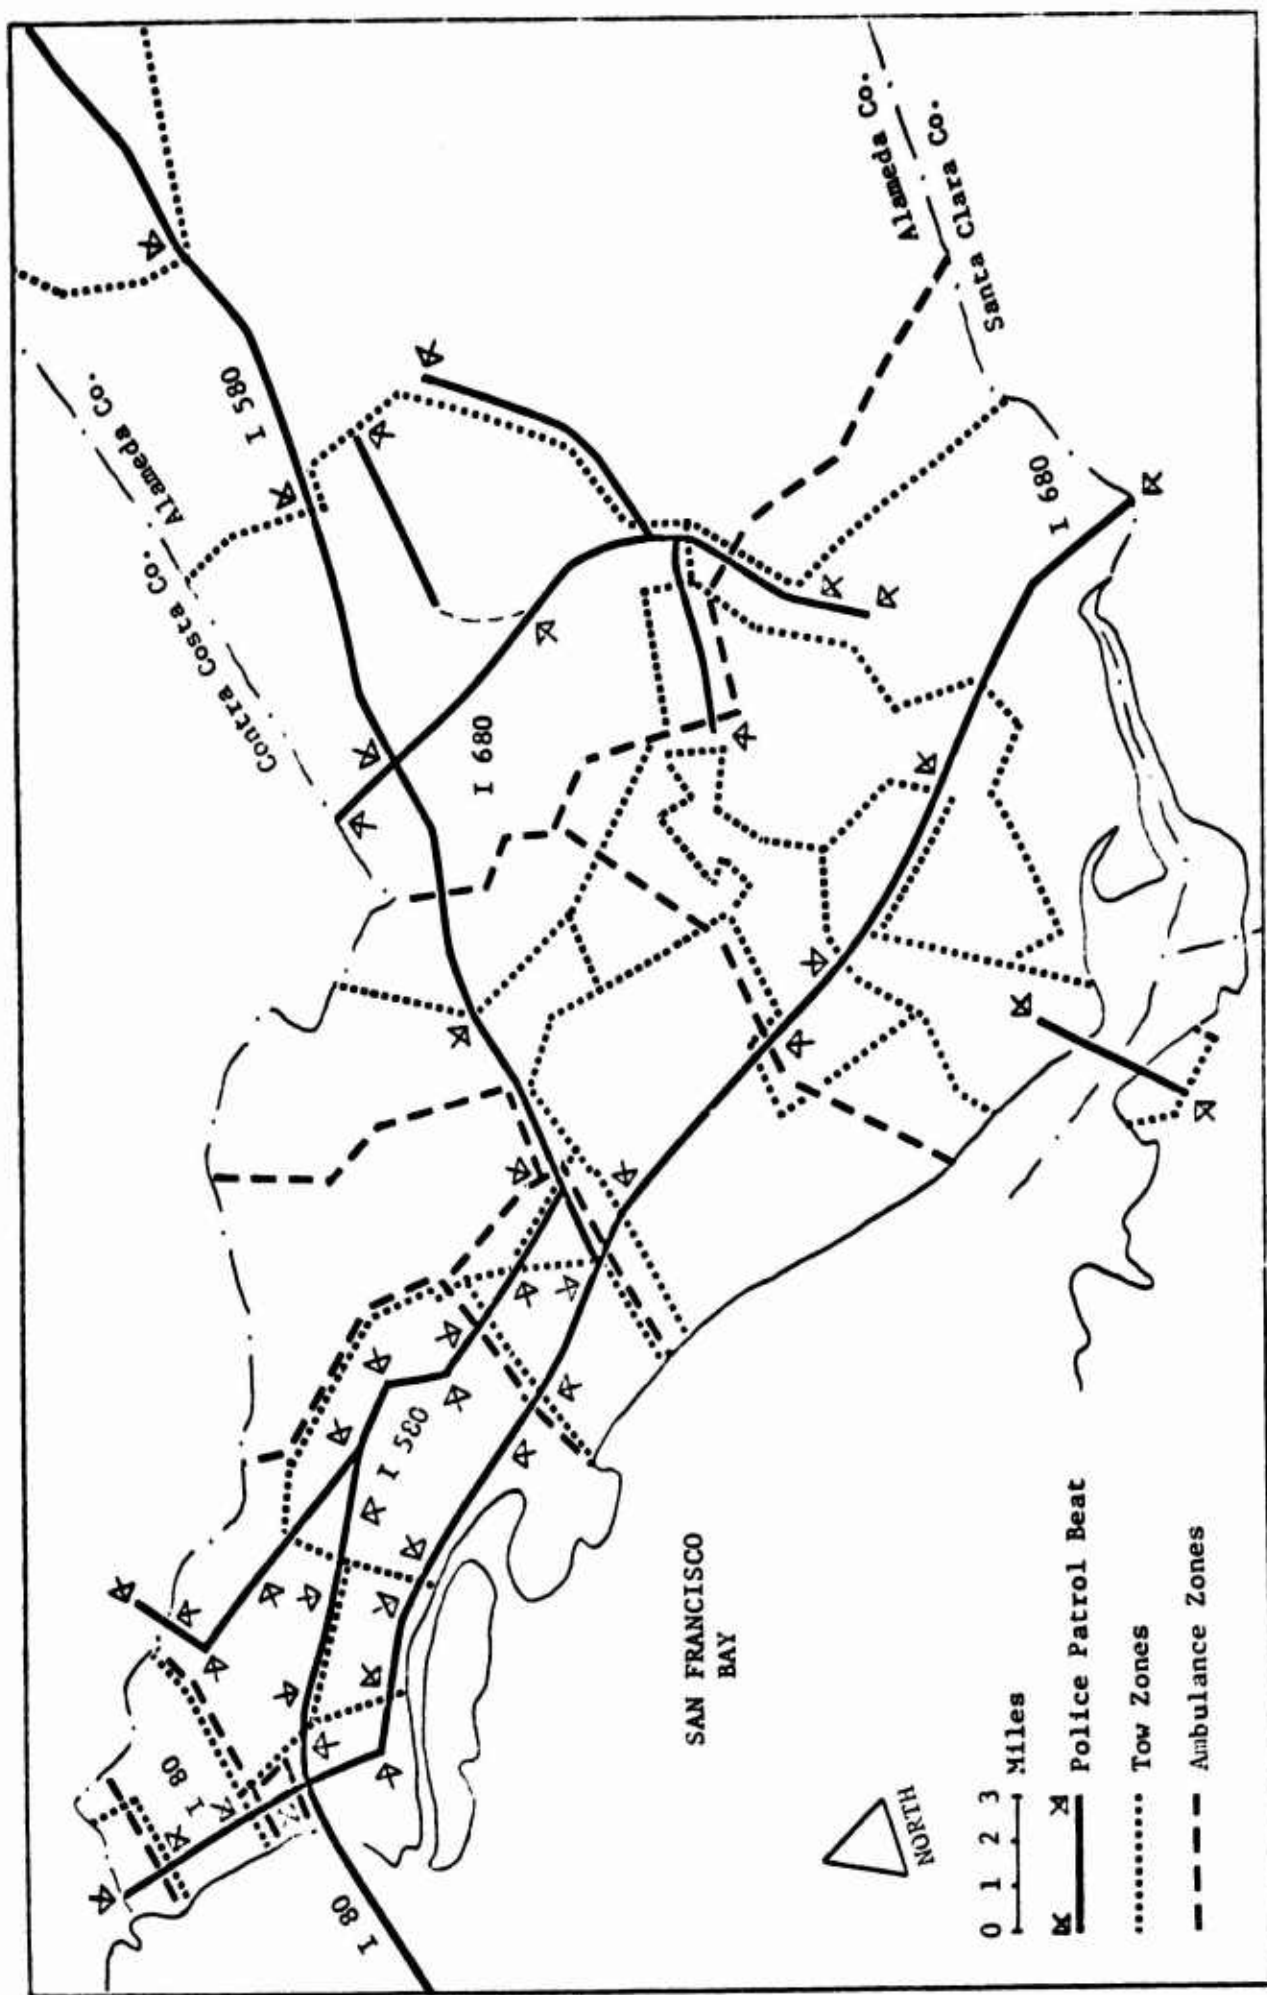 Contra Costa Co.
Alameda Co.
I 580
I 680
Alameda Co.
Santa Clara Co.
I 680
I 580
I 80
I 80
SAN FRANCISCO
BAY
NORTH
0 1 2 3
Miles
Police Patrol Beat
Tow Zones
Ambulance Zones